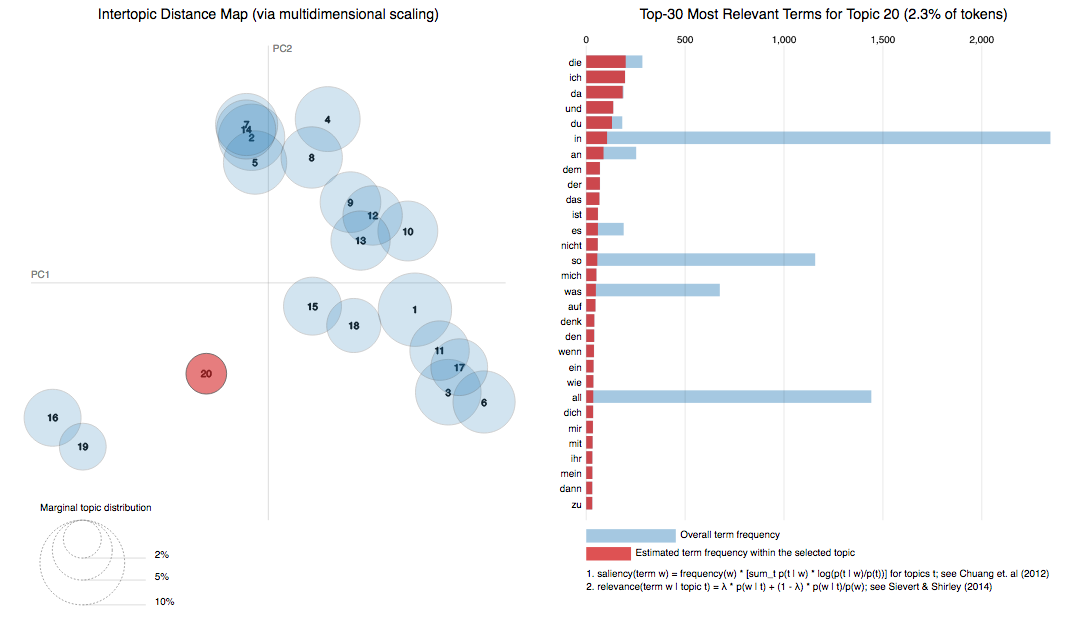 Intertopic Distance Map (via multidimensional scaling)
PC2
PC1
7
14
2
5
4
8
9
12
13
10
15
18
1
11
17
3
6
20
16
19
Marginal topic distribution
2%
5%
10%
Top-30 Most Relevant Terms for Topic 20 (2.3% of tokens)
0 500 1,000 1,500 2,000
die
ich
da
und
du
in
an
dem
der
das
ist
es
nicht
so
mich
was
auf
denk
den
wenn
ein
wie
all
dich
mir
mit
ihr
mein
dann
zu
Overall term frequency
Estimated term frequency within the selected topic
1. saliency(term w) = frequency(w) * [sum_t p(t | w) * log(p(t | w)/p(t))] for topics t; see Chuang et. al (2012)
2. relevance(term w | topic t) = λ * p(w | t) + (1 - λ) * p(w | t)/p(w); see Sievert & Shirley (2014)